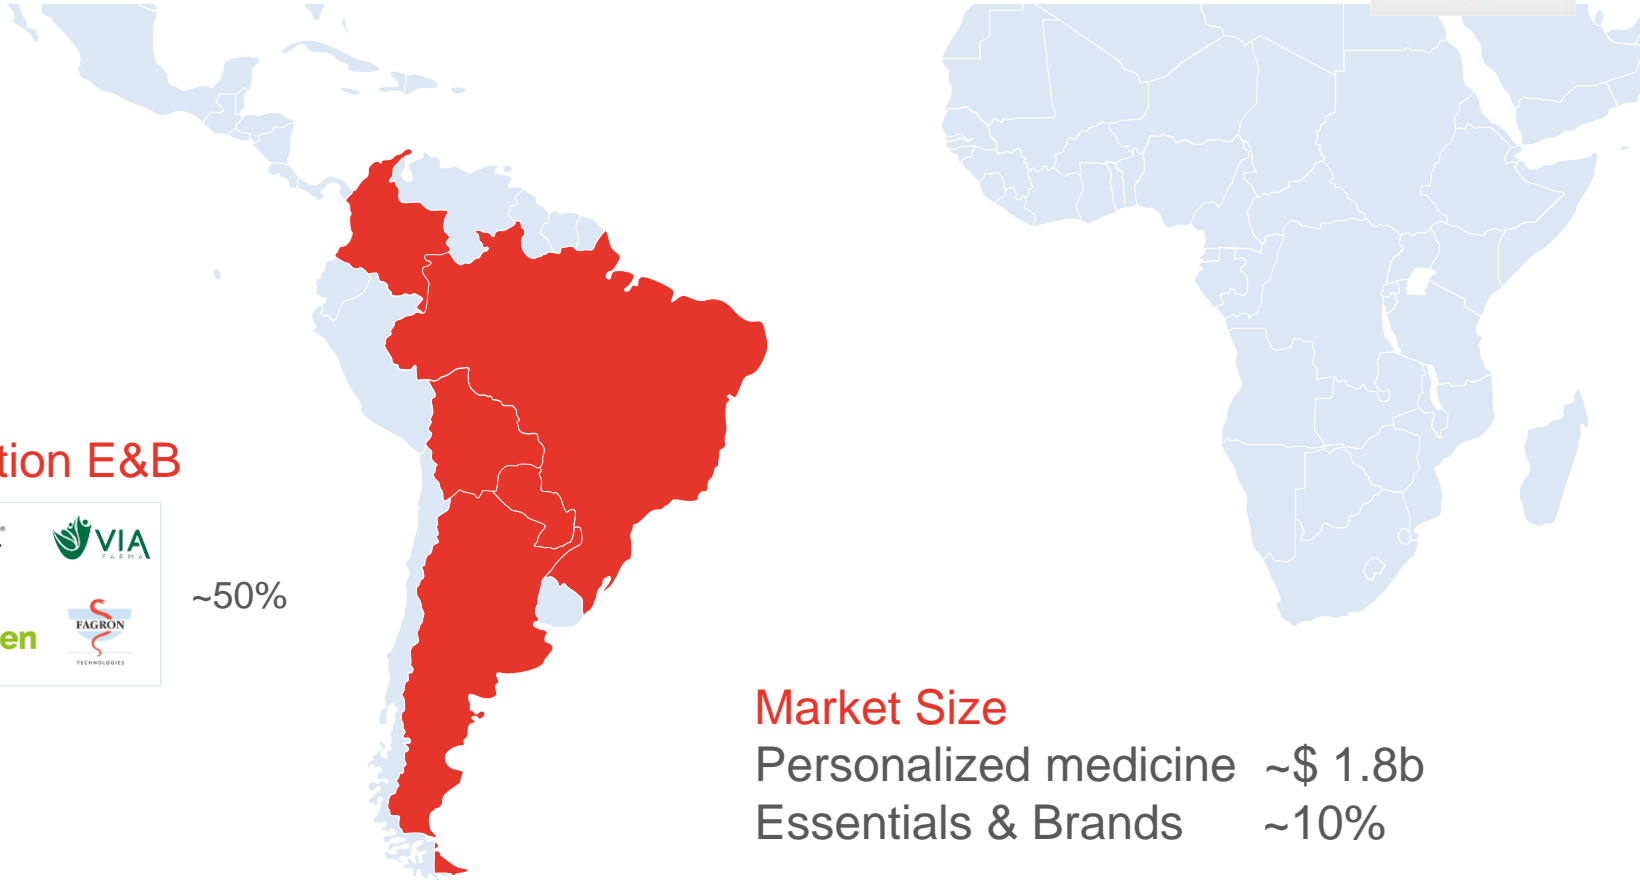 tion E&B
VIA
FARMA
~50%
en
FAGRON
TECHNOLOGIES
Market Size
Personalized medicine ~$ 1.8b
Essentials & Brands ~10%